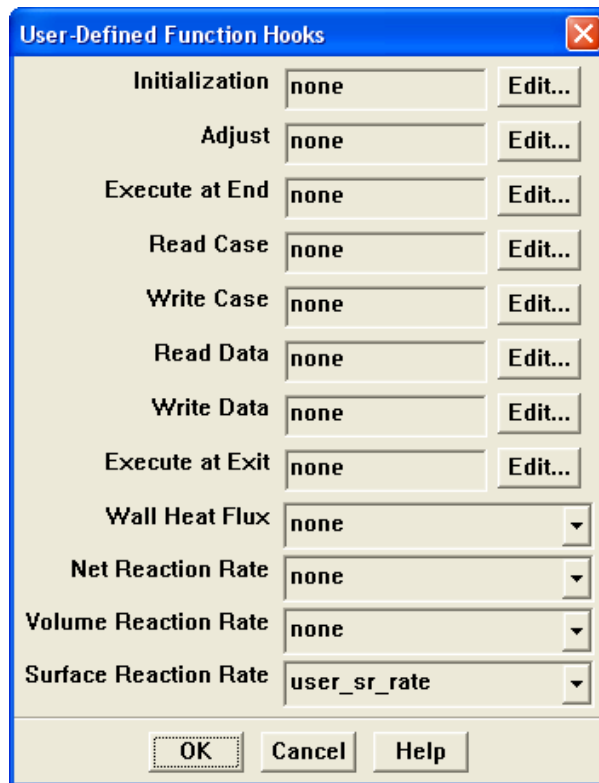 User-Defined Function Hooks
Initialization none Edit...
Adjust none Edit...
Execute at End none Edit...
Read Case none Edit...
Write Case none Edit...
Read Data none Edit...
Write Data none Edit...
Execute at Exit none Edit...
Wall Heat Flux none
Net Reaction Rate none
Volume Reaction Rate none
Surface Reaction Rate user_sr_rate
OK Cancel Help